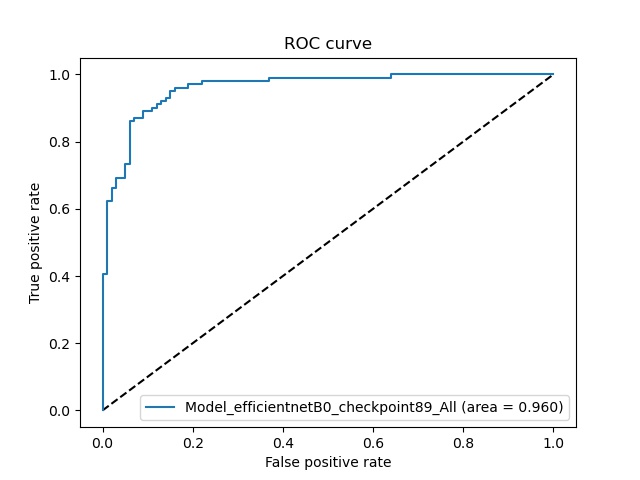 ROC curve
1.0
0.8
0.6
0.4
0.2
0.0
True positive rate
Model_efficientnetB0_checkpoint89_All (area = 0.960)
0.0 0.2 0.4 0.6 0.8 1.0
False positive rate